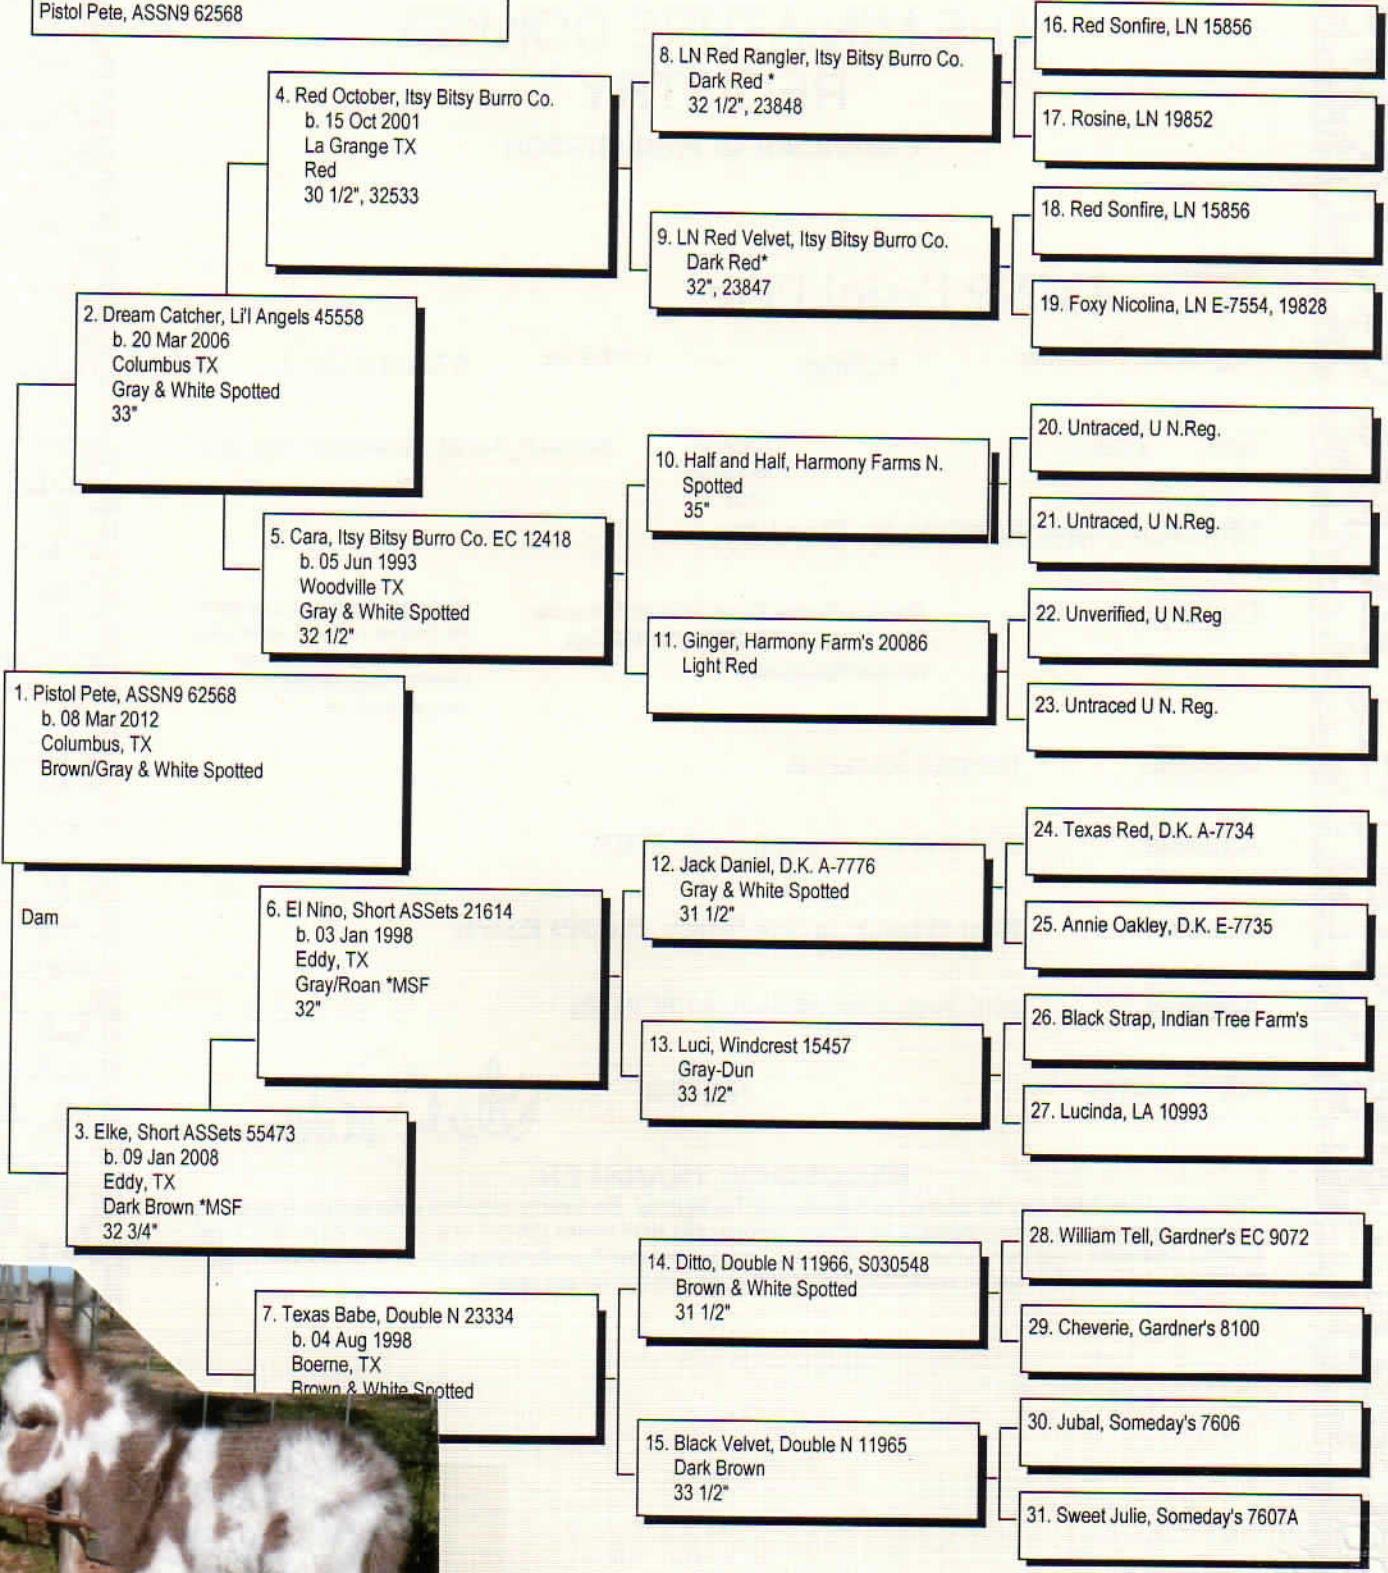 Pistol Pete, ASSN9 62568
1. Pistol Pete, ASSN9 62568
b. 08 Mar 2012
Columbus, TX
Brown/Gray & White Spotted
Dam
2. Dream Catcher, Li'l Angels 45558
b. 20 Mar 2006
Columbus TX
Gray & White Spotted
33"
3. Elke, Short ASSets 55473
b. 09 Jan 2008
Eddy, TX
Dark Brown *MSF
32 3/4"
4. Red October, Itsy Bitsy Burro Co.
b. 15 Oct 2001
La Grange TX
Red
30 1/2", 32533
5. Cara, Itsy Bitsy Burro Co. EC 12418
b. 05 Jun 1993
Woodville TX
Gray & White Spotted
32 1/2"
6. El Nino, Short ASSets 21614
b. 03 Jan 1998
Eddy, TX
Gray/Roan *MSF
32"
7. Texas Babe, Double N 23334
b. 04 Aug 1998
Boerne, TX
Brown & White Spotted
8. LN Red Rangler, Itsy Bitsy Burro Co.
Dark Red *
32 1/2", 23848
9. LN Red Velvet, Itsy Bitsy Burro Co.
Dark Red*
32", 23847
10. Half and Half, Harmony Farms N.
Spotted
35"
11. Ginger, Harmony Farm's 20086
Light Red
12. Jack Daniel, D.K. A-7776
Gray & White Spotted
31 1/2"
13. Luci, Windcrest 15457
Gray-Dun
33 1/2"
14. Ditto, Double N 11966, S030548
Brown & White Spotted
31 1/2"
15. Black Velvet, Double N 11965
Dark Brown
33 1/2"
16. Red Sonfire, LN 15856
17. Rosine, LN 19852
18. Red Sonfire, LN 15856
19. Foxy Nicolina, LN E-7554, 19828
20. Untraced, U N.Reg.
21. Untraced, U N.Reg.
22. Unverified, U N.Reg
23. Untraced U N. Reg.
24. Texas Red, D.K. A-7734
25. Annie Oakley, D.K. E-7735
26. Black Strap, Indian Tree Farm's
27. Lucinda, LA 10993
28. William Tell, Gardner's EC 9072
29. Cheverie, Gardner's 8100
30. Jubal, Someday's 7606
31. Sweet Julie, Someday's 7607A